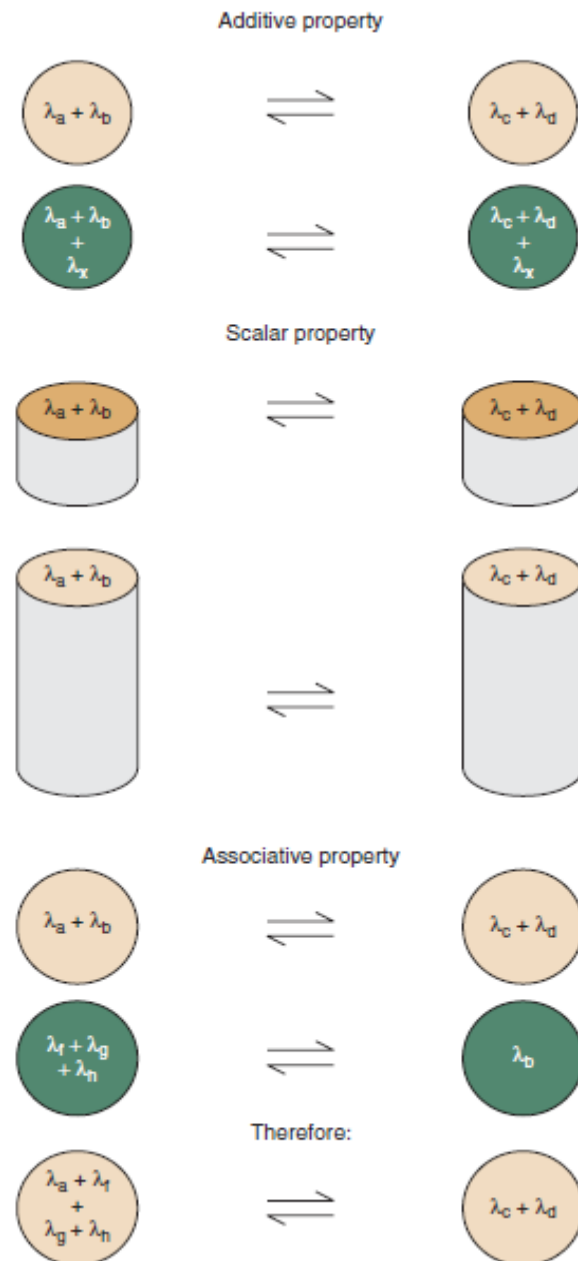 Additive property
λa + λb
λc + λd
λa + λb
+
λx
λc + λd
+
λx
Scalar property
λa + λb
λc + λd
λa + λb
λc + λd
Associative property
λa + λb
λc + λd
λf + λg
+ λh
λb
Therefore:
λa + λf
+
λg + λh
λc + λd